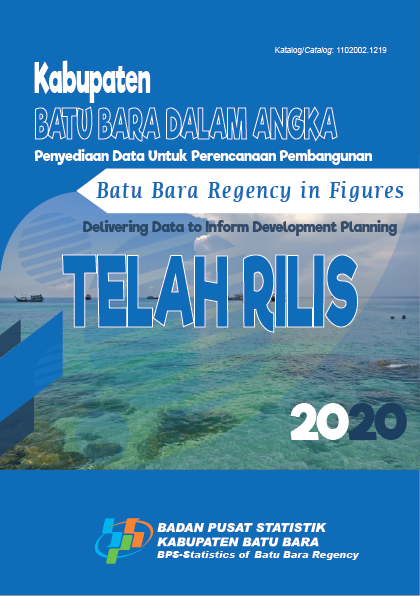 Katalog/Catalog: 1102002.1219
Kabupaten
BATU BARA DALAM ANGKA
Penyediaan Data Untuk Perencanaan Pembangunan
Batu Bara Regency in Figures
Delivering Data to Inform Development Planning
TELAH RILIS
2020
BADAN PUSAT STATISTIK
KABUPATEN BATU BARA
BPS-Statistics of Batu Bara Regency